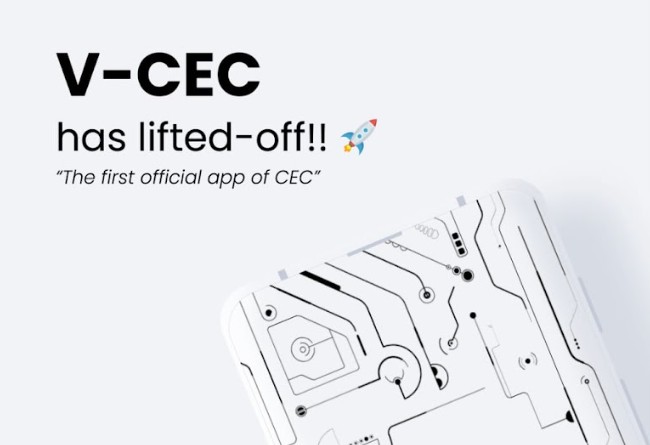 V-CEC
has lifted-off!! 🚀
“The first official app of CEC”